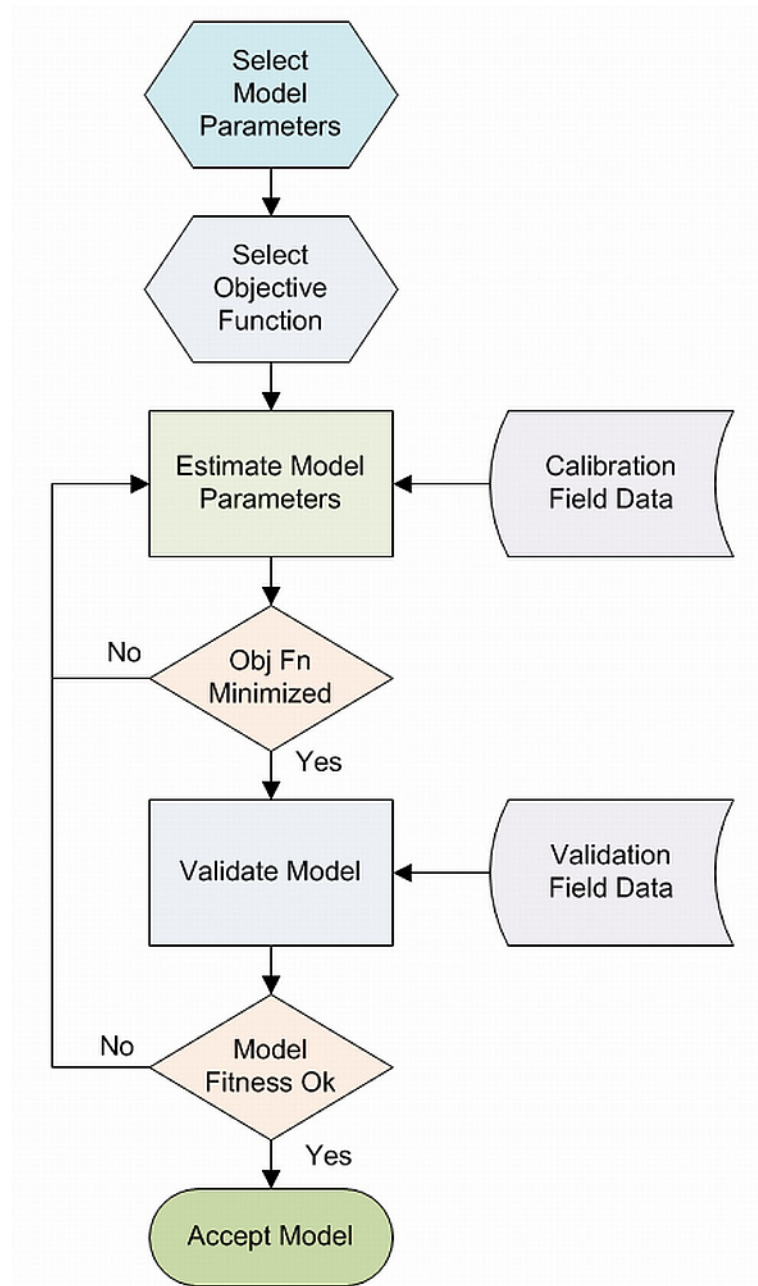 Select
Model
Parameters
Select
Objective
Function
Estimate Model
Parameters
Calibration
Field Data
No
Obj Fn
Minimized
Yes
Validate Model
Validation
Field Data
No
Model
Fitness Ok
Yes
Accept Model